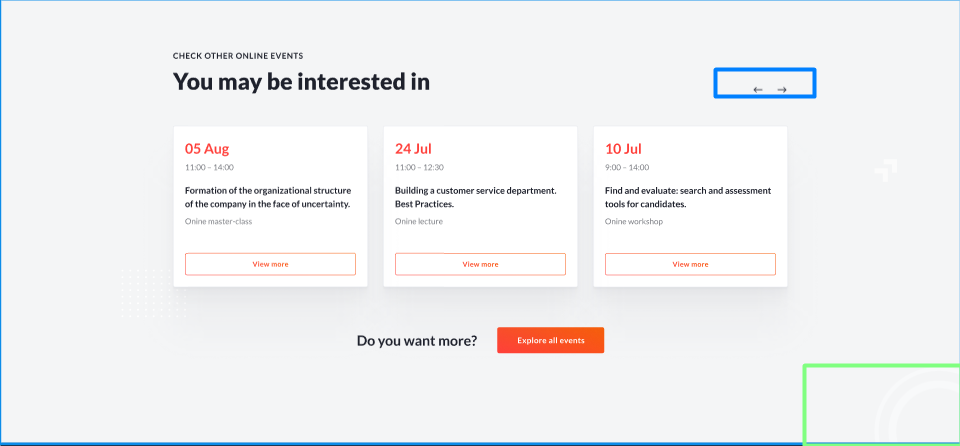 CHECK OTHER ONLINE EVENTS
You may be interested in
← →
05 Aug
11:00 – 14:00
Formation of the organizational structure
of the company in the face of uncertainty.
Onine master-class
View more
24 Jul
11:00 – 12:30
Building a customer service department.
Best Practices.
Onine lecture
View more
10 Jul
9:00 – 14:00
Find and evaluate: search and assessment
tools for candidates.
Onine workshop
View more
Do you want more?
Explore all events